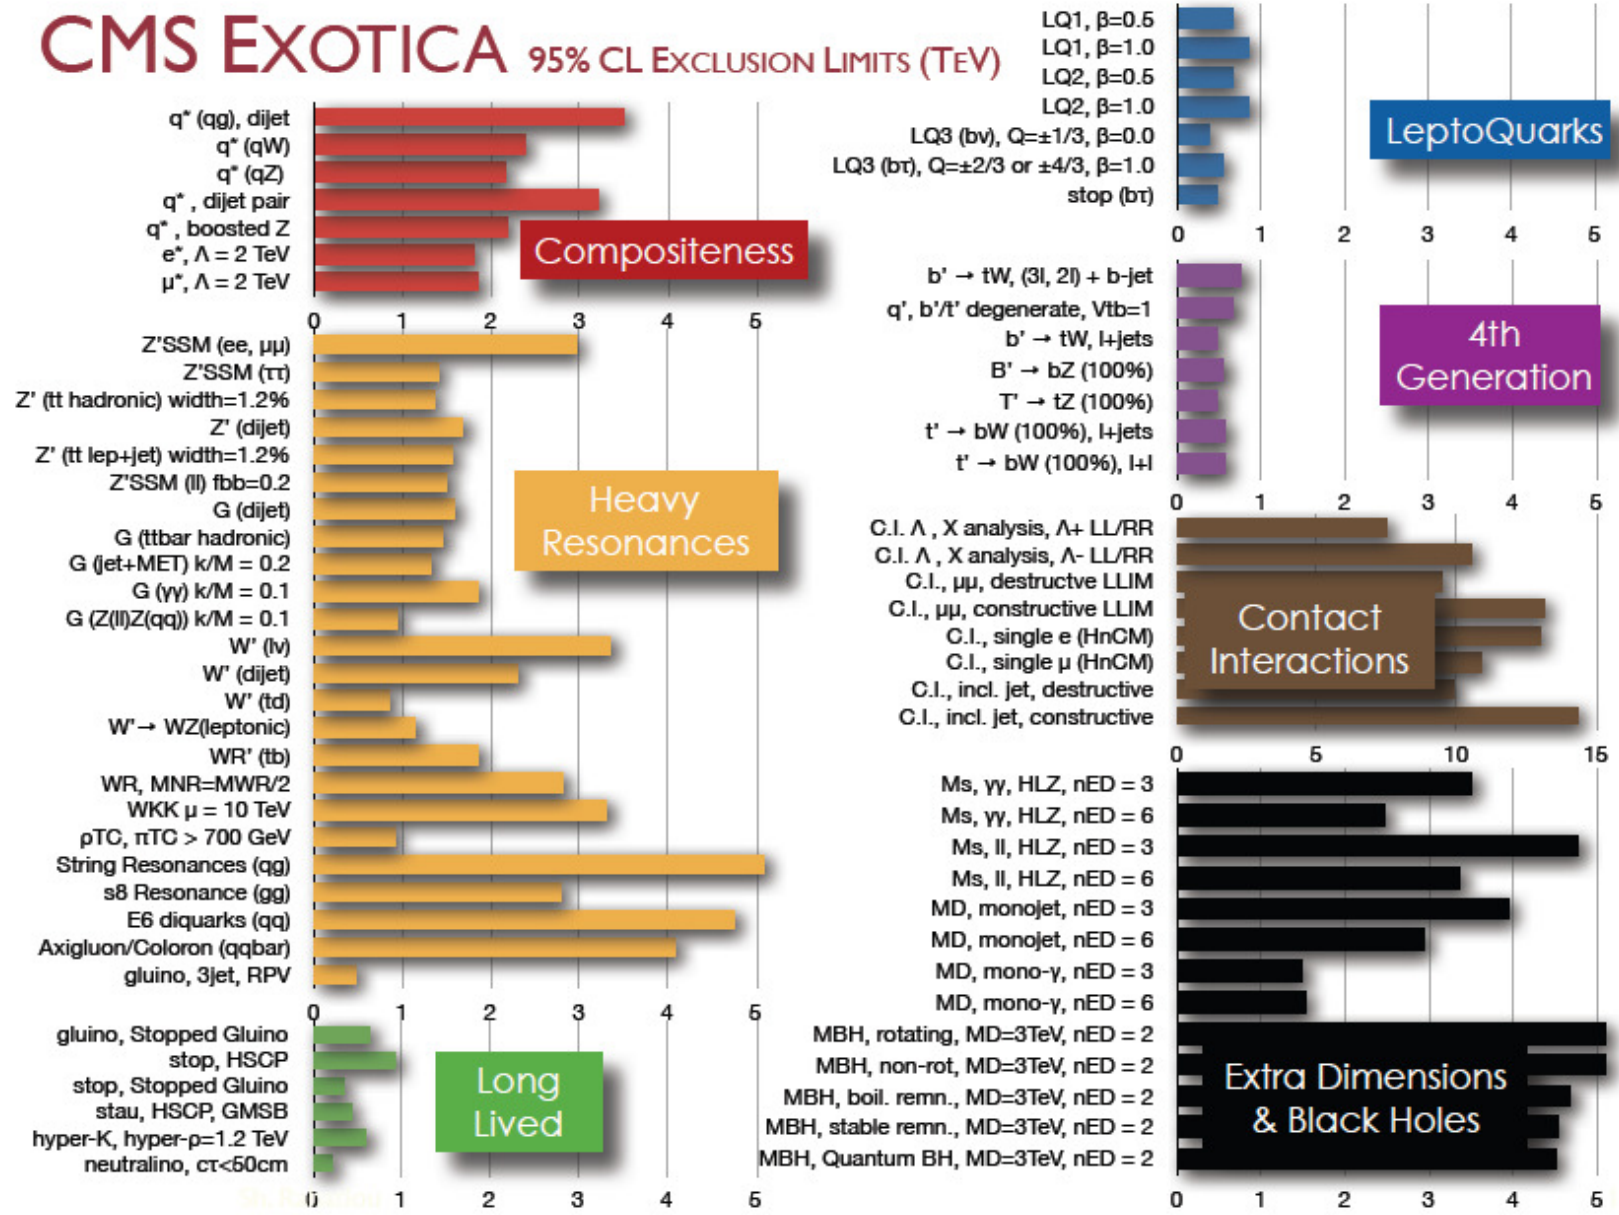 CMS EXOTICA 95% CL EXCLUSION LIMITS (TEV)
q* (qg), dijet
q* (qW)
q* (qZ)
q* , dijet pair
q* , boosted Z
e*, Λ = 2 TeV
μ*, Λ = 2 TeV
Compositeness
0 1 2 3 4 5
Z'SSM (ee, μμ)
Z'SSM (ττ)
Z' (tt hadronic) width=1.2%
Z' (dijet)
Z' (tt lep+jet) width=1.2%
Z'SSM (ll) fbb=0.2
G (dijet)
G (ttbar hadronic)
G (jet+MET) k/M = 0.2
G (γγ) k/M = 0.1
G (Z(ll)Z(qq)) k/M = 0.1
W' (lν)
W' (dijet)
W' (td)
W'→ WZ(leptonic)
WR' (tb)
WR, MNR=MWR/2
WKK μ = 10 TeV
ρTC, πTC > 700 GeV
String Resonances (qg)
s8 Resonance (gg)
E6 diquarks (qq)
Axigluon/Coloron (qqbar)
gluino, 3jet, RPV
Heavy
Resonances
0 1 2 3 4 5
gluino, Stopped Gluino
stop, HSCP
stop, Stopped Gluino
stau, HSCP, GMSB
hyper-K, hyper-ρ=1.2 TeV
neutralino, cτ<50cm
Long
Lived
0 1 2 3 4 5
LQ1, β=0.5
LQ1, β=1.0
LQ2, β=0.5
LQ2, β=1.0
LQ3 (bν), Q=±1/3, β=0.0
LQ3 (bτ), Q=±2/3 or ±4/3, β=1.0
stop (bτ)
LeptoQuarks
0 1 2 3 4 5
b' → tW, (3l, 2l) + b-jet
q', b'/t' degenerate, Vtb=1
b' → tW, l+jets
B' → bZ (100%)
T' → tZ (100%)
t' → bW (100%), l+jets
t' → bW (100%), l+l
4th
Generation
0 1 2 3 4 5
C.I. Λ , X analysis, Λ+ LL/RR
C.I. Λ , X analysis, Λ- LL/RR
C.I., μμ, destructve LLIM
C.I., μμ, constructive LLIM
C.I., single e (HnCM)
C.I., single μ (HnCM)
C.I., incl. jet, destructive
C.I., incl. jet, constructive
Contact
Interactions
0 5 10 15
Ms, γγ, HLZ, nED = 3
Ms, γγ, HLZ, nED = 6
Ms, ll, HLZ, nED = 3
Ms, ll, HLZ, nED = 6
MD, monojet, nED = 3
MD, monojet, nED = 6
MD, mono-γ, nED = 3
MD, mono-γ, nED = 6
MBH, rotating, MD=3TeV, nED = 2
MBH, non-rot, MD=3TeV, nED = 2
MBH, boil. remn., MD=3TeV, nED = 2
MBH, stable remn., MD=3TeV, nED = 2
MBH, Quantum BH, MD=3TeV, nED = 2
Extra Dimensions
& Black Holes
0 1 2 3 4 5